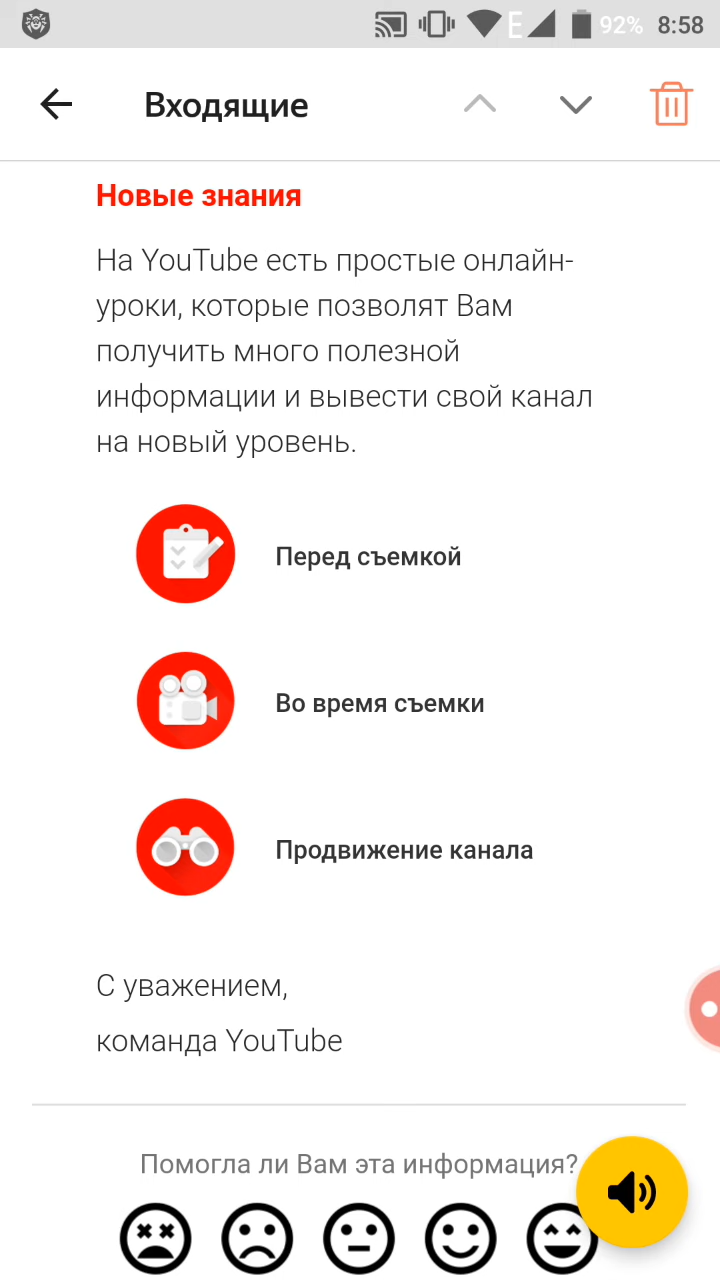 E 92% 8:58
Входящие
Новые знания
На YouTube есть простые онлайн-
уроки, которые позволят Вам
получить много полезной
информации и вывести свой канал
на новый уровень.
Перед съемкой
Во время съемки
Продвижение канала
С уважением,
команда YouTube
Помогла ли Вам эта информация?